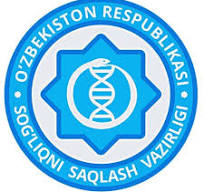 O'ZBEKISTON RESPUBLIKASI
SOG'LIQNI SAQLASH VAZIRLIGI